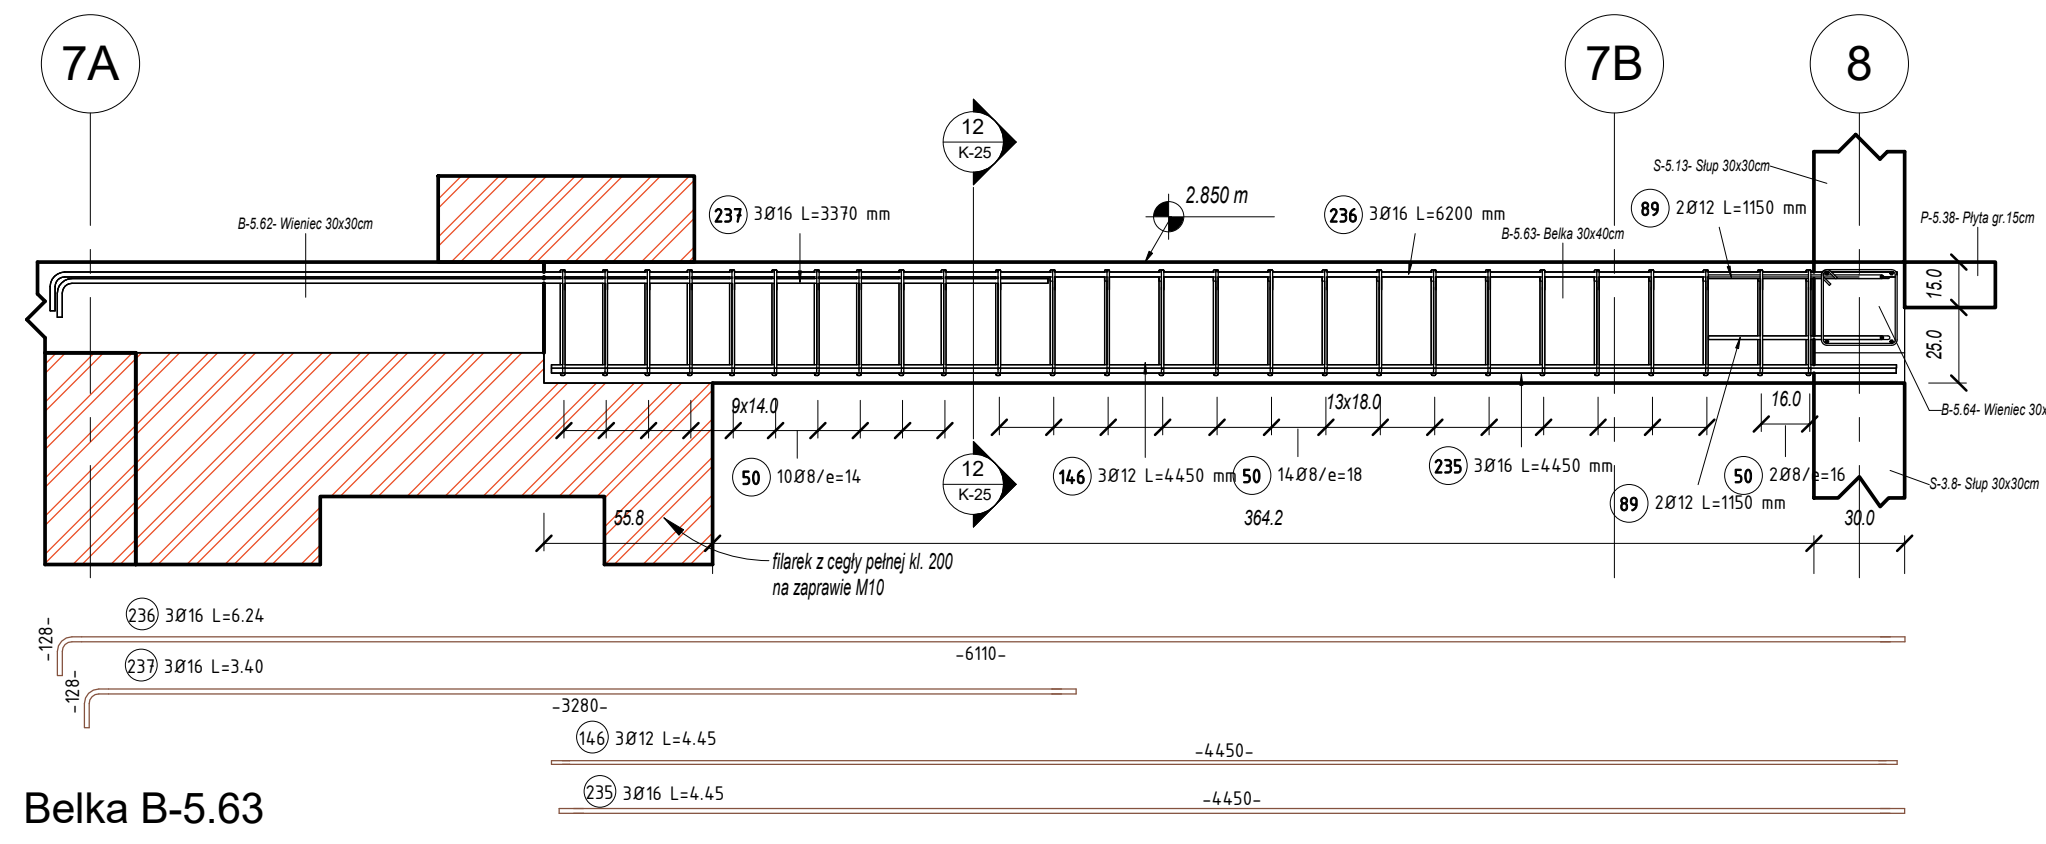 7A
7B
8
12
K-25
S-5.13- Słup 30x30cm
B-5.62- Wieniec 30x30cm
237 3Ø16 L=3370 mm
2.850 m
236 3Ø16 L=6200 mm
89 2Ø12 L=1150 mm
P-5.38- Płyta gr.15cm
B-5.63- Belka 30x40cm
15.0
25.0
9x14.0
13x18.0
16.0
B-5.64- Wieniec 30x
50 10Ø8/e=14
12
K-25
146 3Ø12 L=4450 mm
50 14Ø8/e=18
235 3Ø16 L=4450 mm
50 2Ø8/e=16
S-3.8- Słup 30x30cm
89 2Ø12 L=1150 mm
55.8
364.2
30.0
filarek z cegły pełnej kl. 200
na zaprawie M10
236 3Ø16 L=6.24
-128-
-6110-
237 3Ø16 L=3.40
-128-
-3280-
146 3Ø12 L=4.45
-4450-
235 3Ø16 L=4.45
-4450-
Belka B-5.63